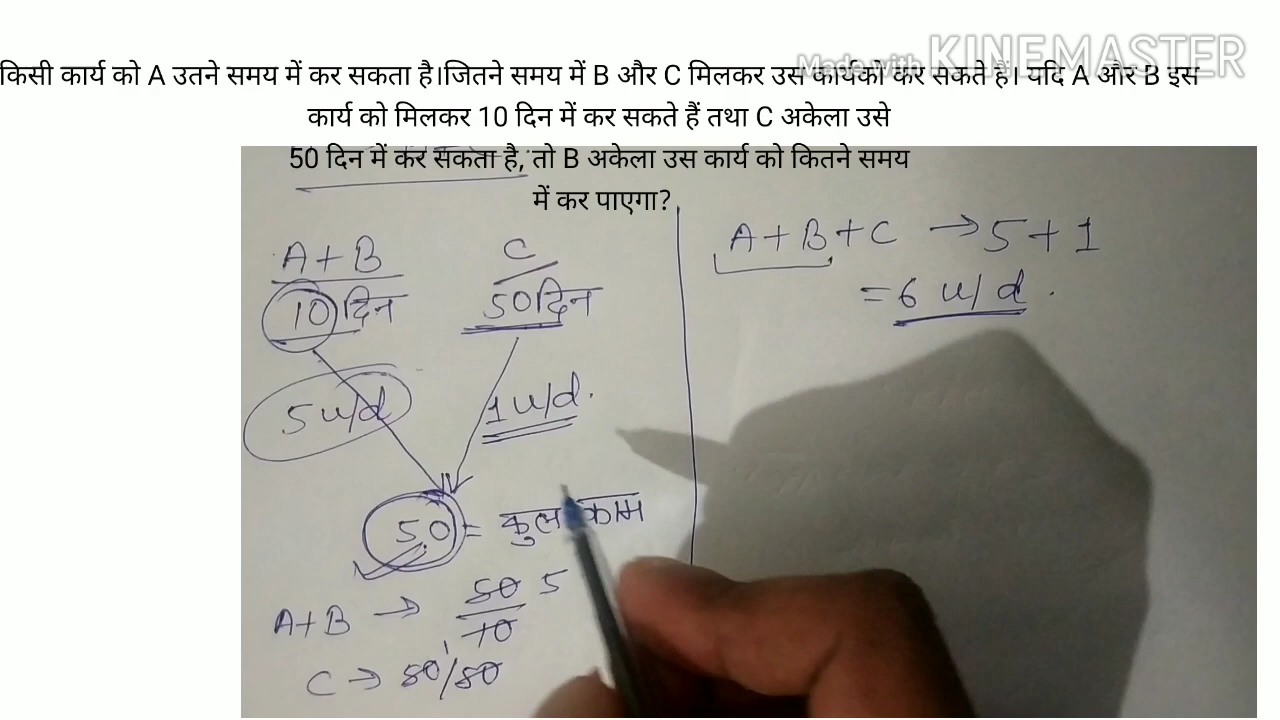 Made with KINEMASTER
किसी कार्य को A उतने समय में कर सकता है।जितने समय में B और C मिलकर उस कार्यको कर सकते हैं। यदि A और B इस
कार्य को मिलकर 10 दिन में कर सकते हैं तथा C अकेला उसे
50 दिन में कर सकता है, तो B अकेला उस कार्य को कितने समय
में कर पाएगा?
A+B C
10 दिन 50 दिन
5 u/d 1 u/d.
50 = कुल काम
A+B → 50/10 5
C → 50/50 1
A+B+C → 5+1
= 6 u/d.